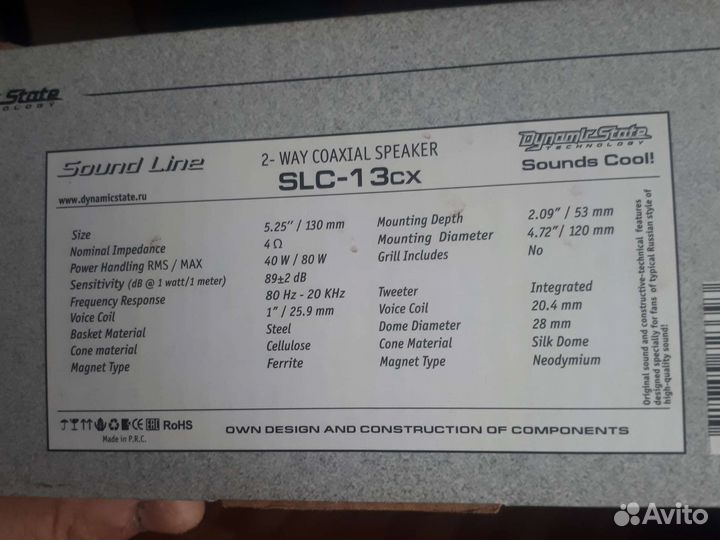 State
Sound Line
2- WAY COAXIAL SPEAKER
SLC-13cx
Dynamic State
TECHNOLOGY
Sounds Cool!
www.dynamicstate.ru
Size 5.25" / 130 mm
Nominal Impedance 4 Ω
Power Handling RMS / MAX 40 W / 80 W
Sensitivity (dB @ 1 watt/1 meter) 89±2 dB
Frequency Response 80 Hz - 20 KHz
Voice Coil 1" / 25.9 mm
Basket Material Steel
Cone material Cellulose
Magnet Type Ferrite
Mounting Depth 2.09" / 53 mm
Mounting Diameter 4.72" / 120 mm
Grill Includes No
Tweeter Integrated
Voice Coil 20.4 mm
Dome Diameter 28 mm
Cone Material Silk Dome
Magnet Type Neodymium
Original sound and constructive-technical features
designed specially for fans of typical Russian style of
high-quality sound!
CE EAC RoHS
Made in P.R.C.
OWN DESIGN AND CONSTRUCTION OF COMPONENTS
Avito